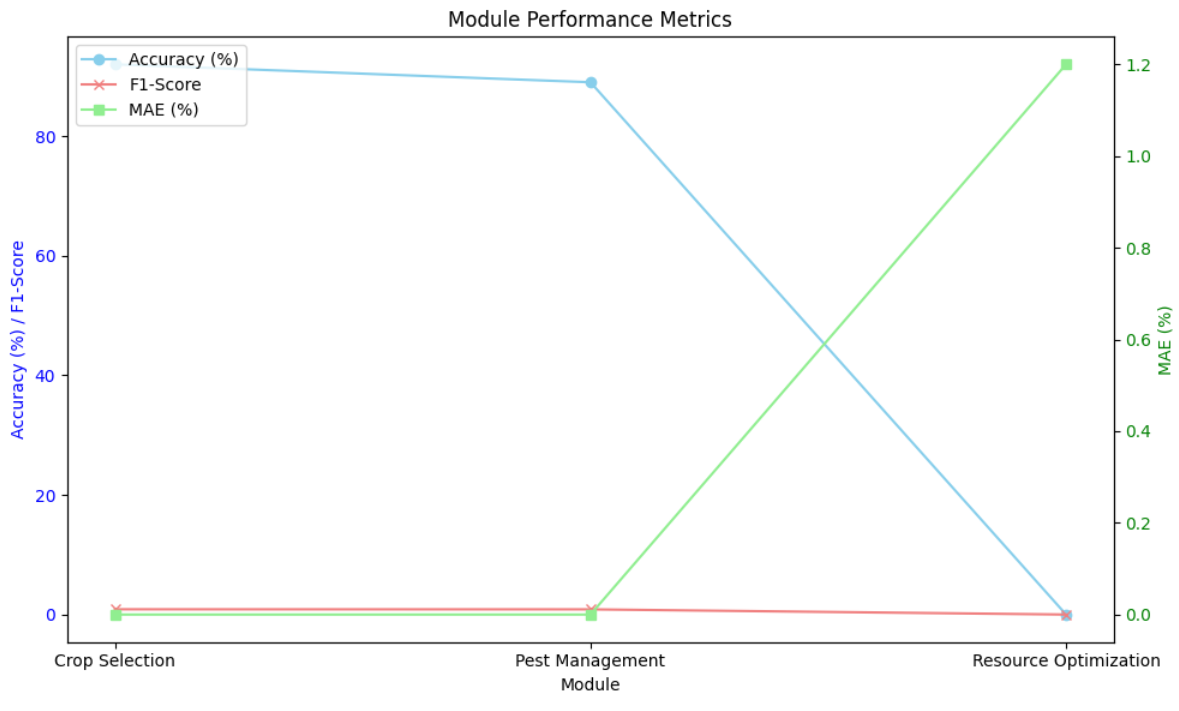 Module Performance Metrics
Accuracy (%)
F1-Score
MAE (%)
Accuracy (%) / F1-Score
80
60
40
20
0
1.2
1.0
0.8
0.6
0.4
0.2
0.0
MAE (%)
Crop Selection
Pest Management
Resource Optimization
Module